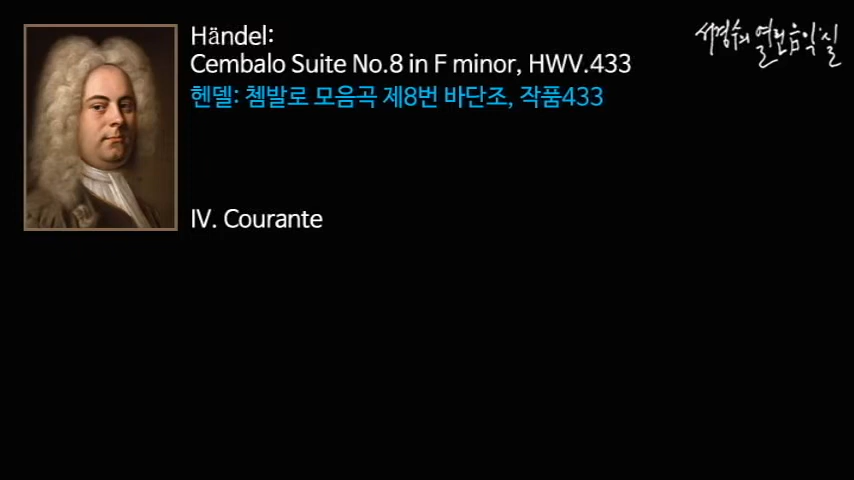 Händel:
Cembalo Suite No.8 in F minor, HWV.433
헨델: 쳄발로 모음곡 제8번 바단조, 작품433
IV. Courante
서경수의 열린음악실